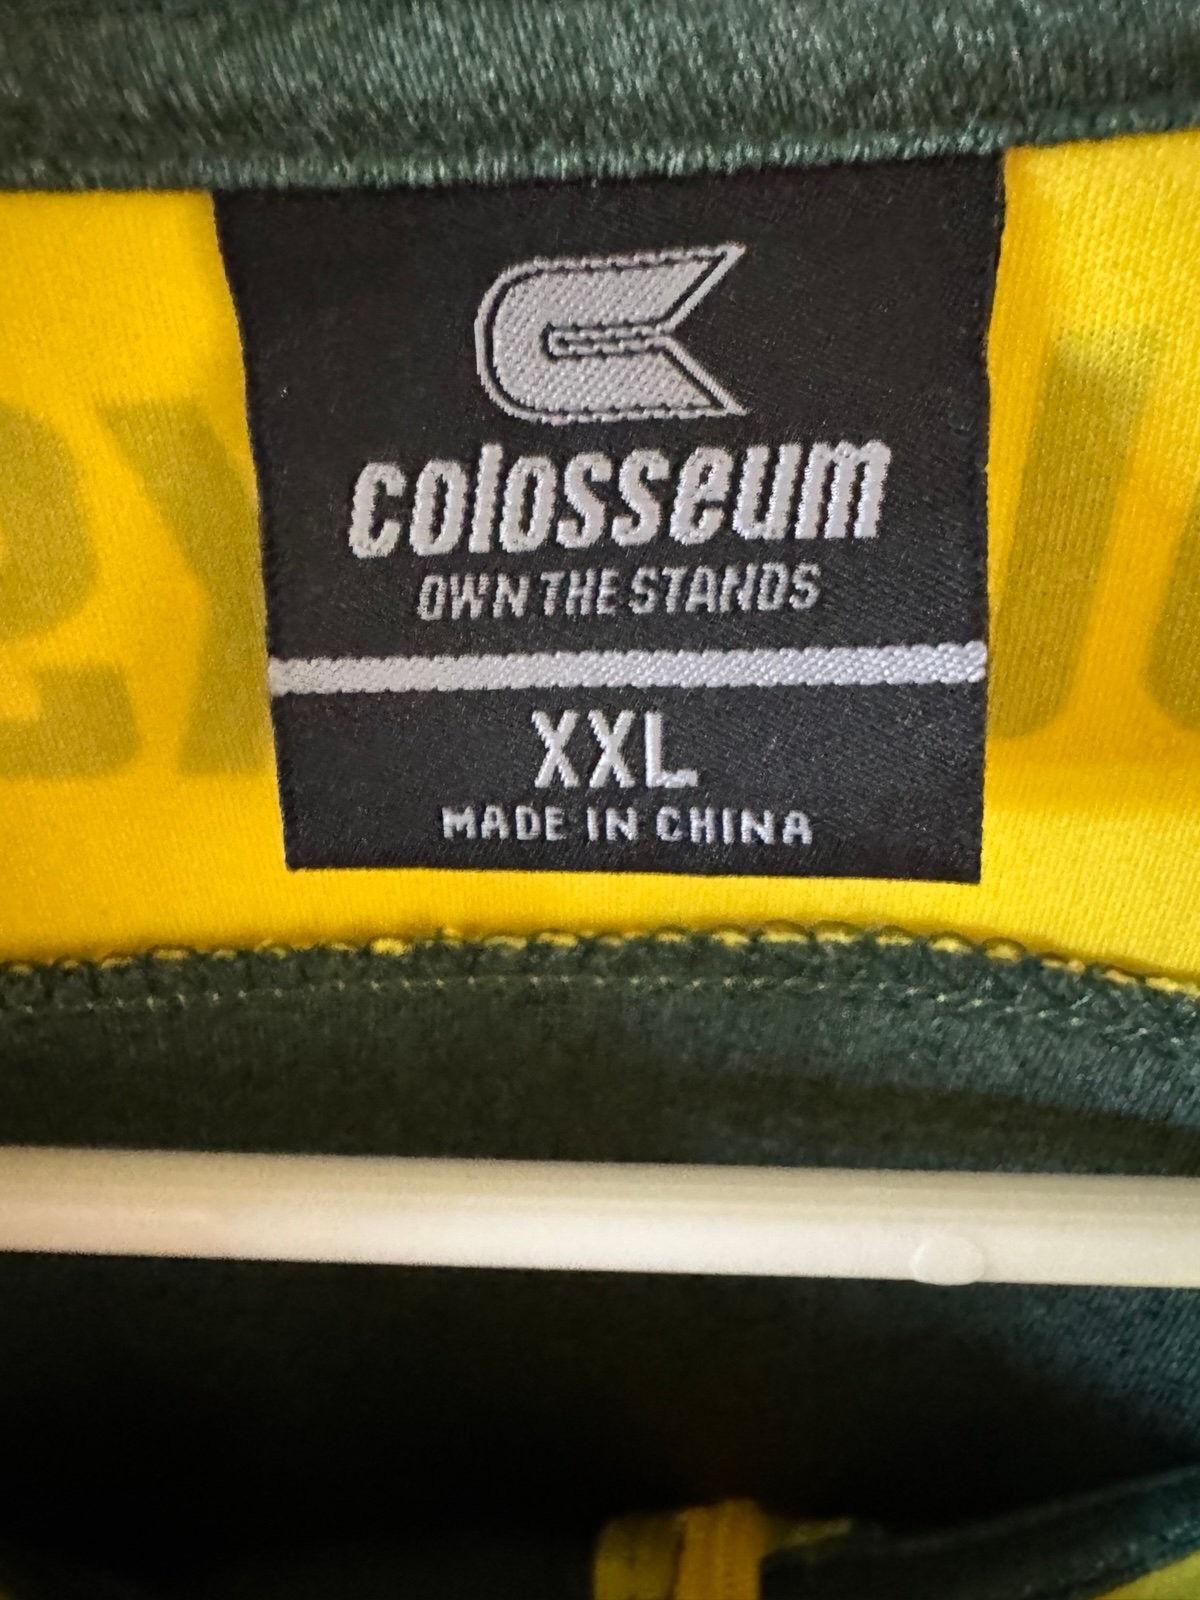 colosseum
OWN THE STANDS
XXL
MADE IN CHINA